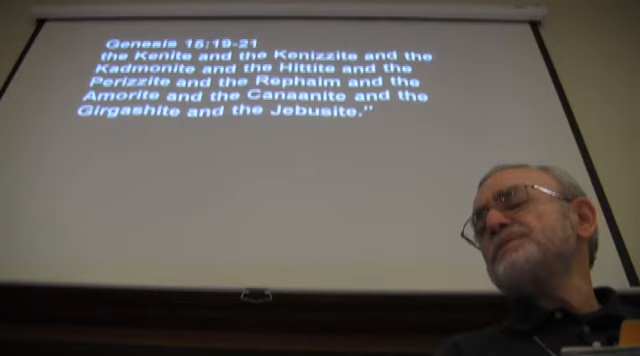 Genesis 15:19-21
the Kenite and the Kenizzite and the
Kadmonite and the Hittite and the
Perizzite and the Rephaim and the
Amorite and the Canaanite and the
Girgashite and the Jebusite."